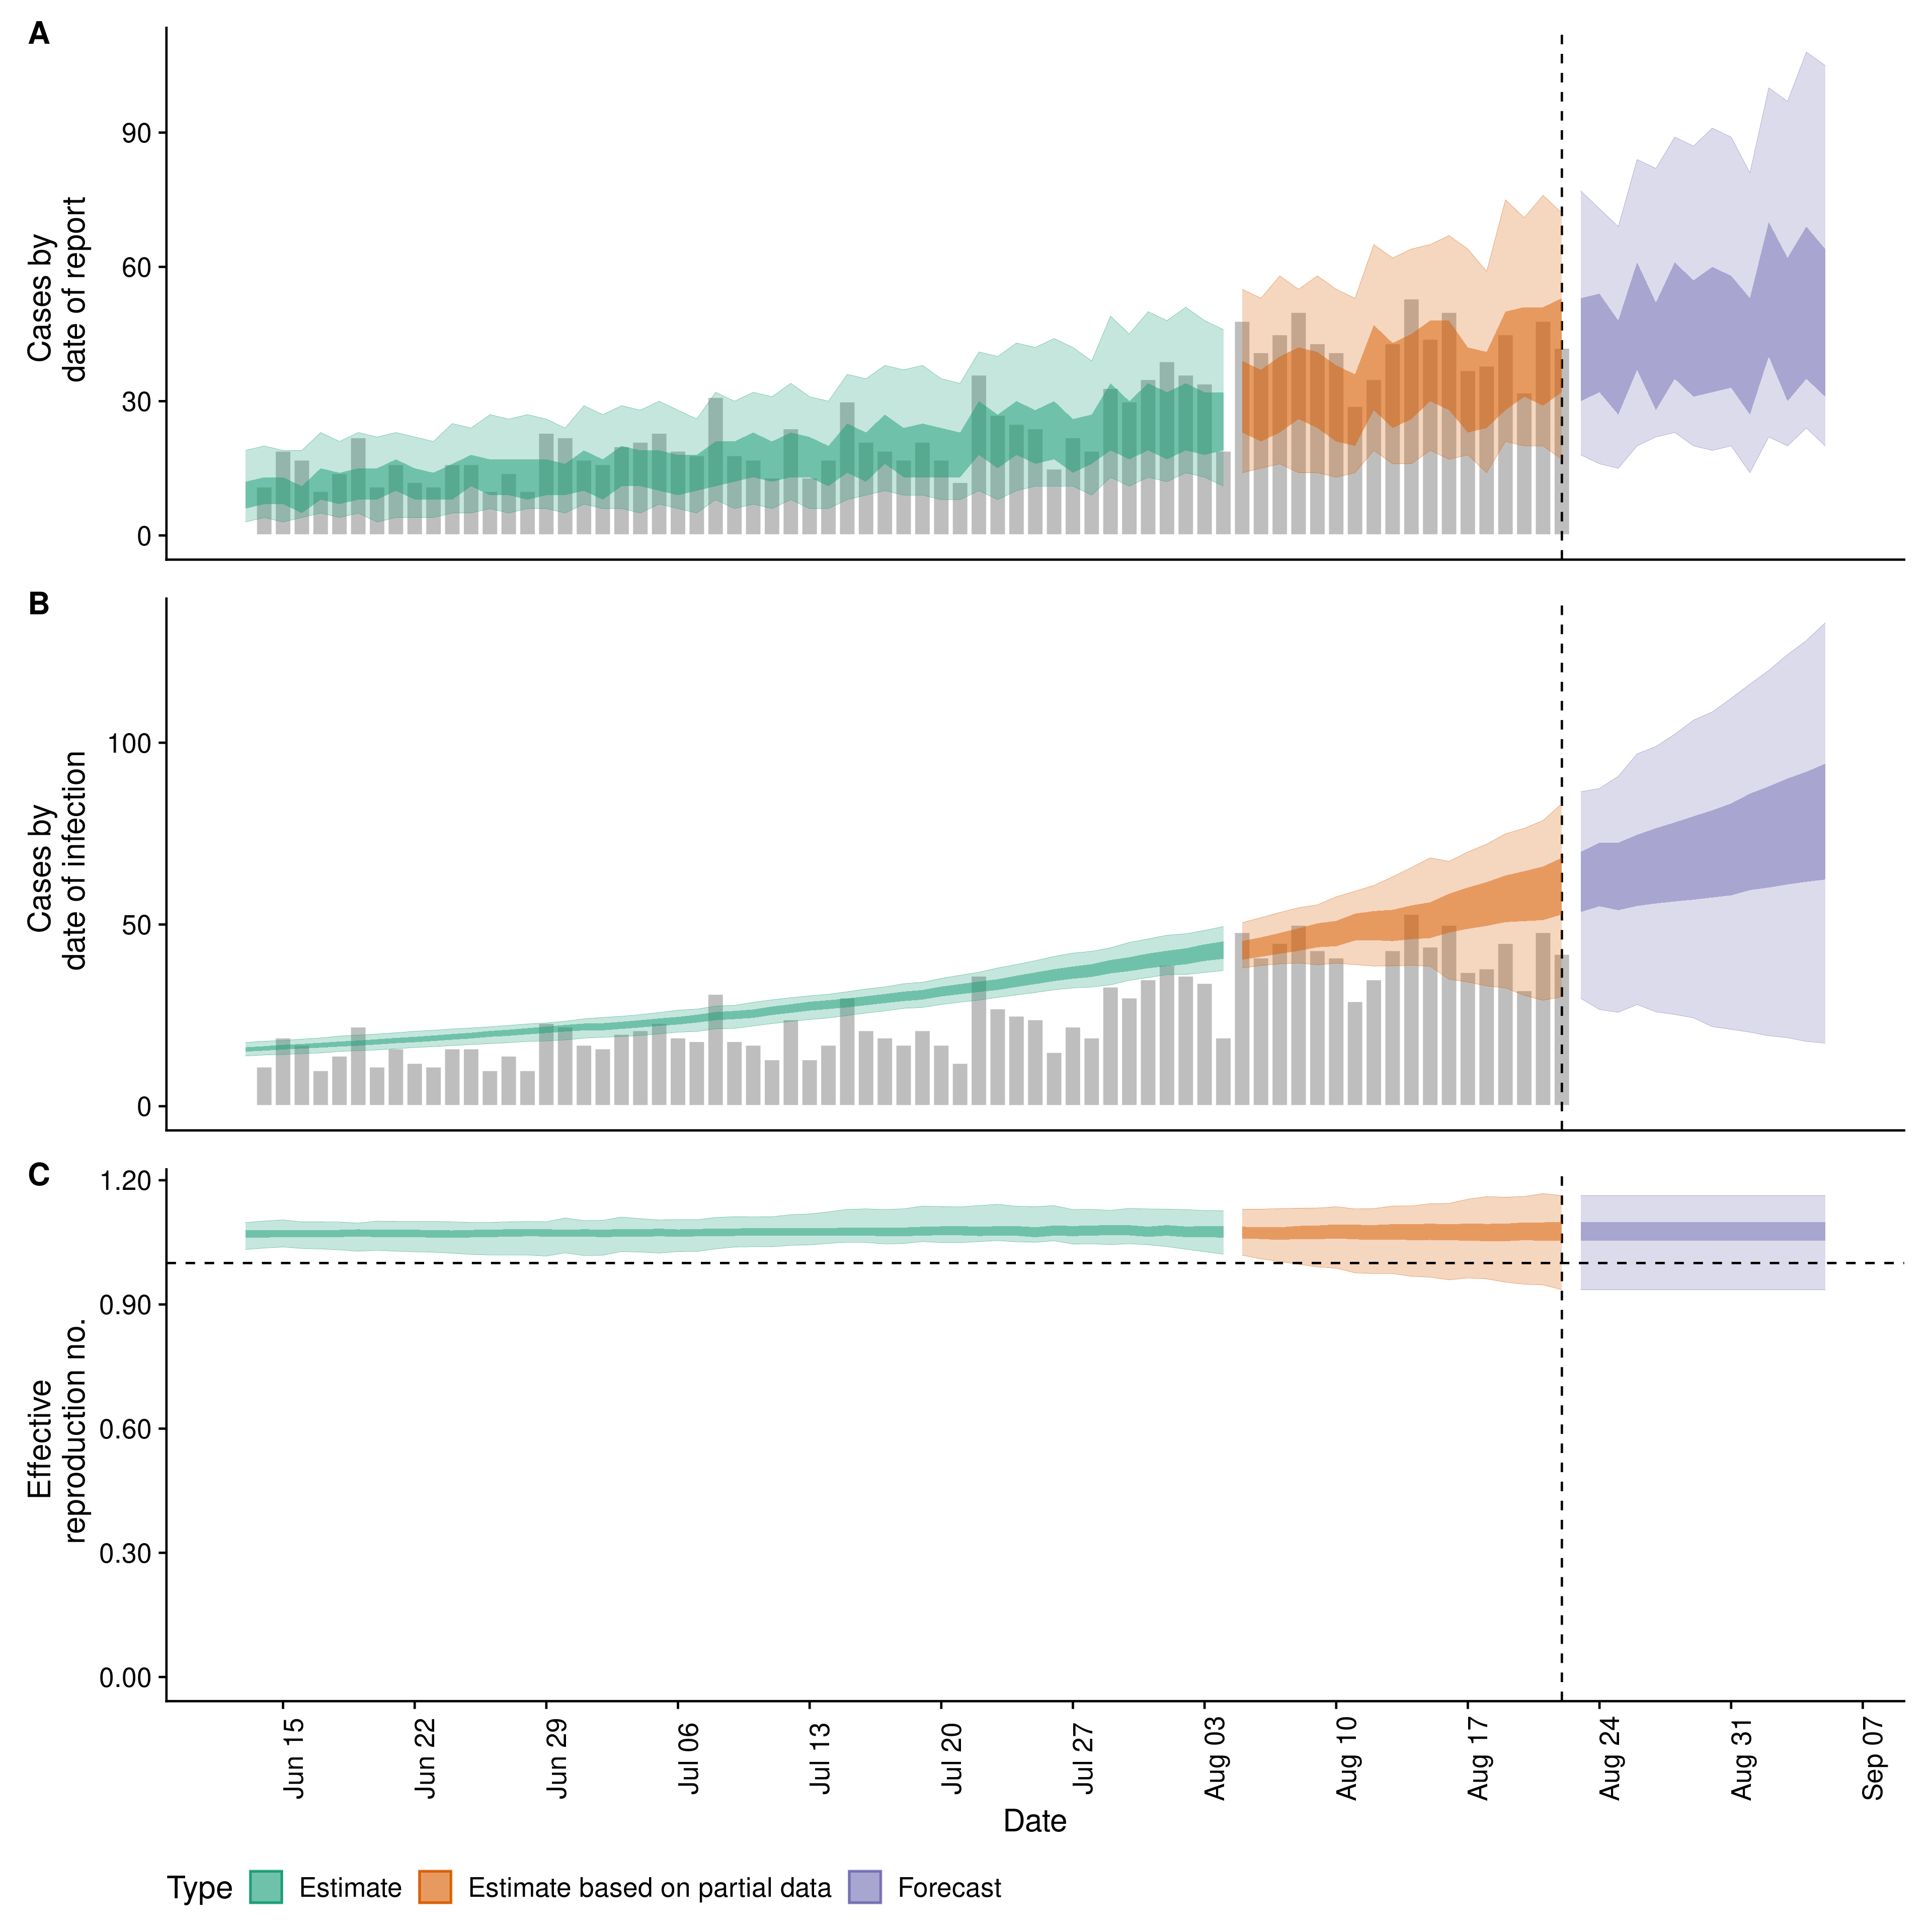 A
90
60
30
0
Cases by
date of report
B
100
50
0
Cases by
date of infection
C
1.20
0.90
0.60
0.30
0.00
Effective
reproduction no.
Jun 15
Jun 22
Jun 29
Jul 06
Jul 13
Jul 20
Jul 27
Aug 03
Aug 10
Aug 17
Aug 24
Aug 31
Sep 07
Date
Type Estimate Estimate based on partial data Forecast